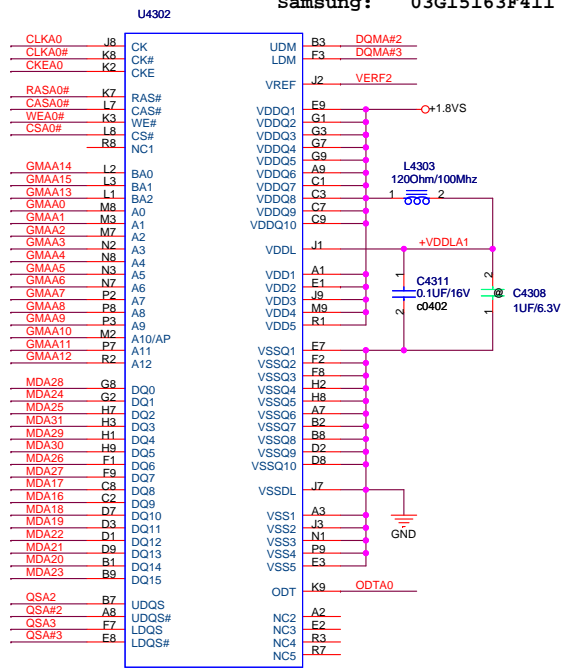 Samsung: 03G15163F411
U4302
CLKA0 J8 CK UDM B3 DQMA#2
CLKA0# K8 CK# LDM F3 DQMA#3
CKEA0 K2 CKE
VREF J2 VERF2
RASA0# K7 RAS# VDDQ1 E9 +1.8VS
CASA0# L7 CAS# VDDQ2 G1
WEA0# K3 WE# VDDQ3 G3
CSA0# L8 CS# VDDQ4 G7
R8 NC1 VDDQ5 G9
GMAA14 L2 BA0 VDDQ6 A9
GMAA15 L3 BA1 VDDQ7 C1
GMAA13 L1 BA2 VDDQ8 C3
GMAA0 M8 A0 VDDQ9 C7
GMAA1 M3 A1 VDDQ10 C9
L4303
120Ohm/100Mhz
1 2
GMAA2 M7 A2
GMAA3 N2 A3 VDDL J1 +VDDLA1
GMAA4 N8 A4
GMAA5 N3 A5 VDD1 A1
GMAA6 N7 A6 VDD2 E1
GMAA7 P2 A7 VDD3 J9
GMAA8 P8 A8 VDD4 M9
GMAA9 P3 A9 VDD5 R1
1
C4311
0.1UF/16V
c0402
2
2
@ C4308
1UF/6.3V
1
GMAA10 M2 A10/AP
GMAA11 P7 A11 VSSQ1 E7
GMAA12 R2 A12 VSSQ2 F2
VSSQ3 F8
MDA28 G8 DQ0 VSSQ4 H2
MDA24 G2 DQ1 VSSQ5 H8
MDA25 H7 DQ2 VSSQ6 A7
MDA31 H3 DQ3 VSSQ7 B2
MDA29 H1 DQ4 VSSQ8 B8
MDA30 H9 DQ5 VSSQ9 D2
MDA26 F1 DQ6 VSSQ10 D8
MDA27 F9 DQ7
MDA17 C8 DQ8 VSSDL J7
MDA16 C2 DQ9
MDA18 D7 DQ10 VSS1 A3
MDA19 D3 DQ11 VSS2 J3
MDA22 D1 DQ12 VSS3 N1
MDA21 D9 DQ13 VSS4 P9
MDA20 B1 DQ14 VSS5 E3
MDA23 B9 DQ15
GND
ODT K9 ODTA0
QSA2 B7 UDQS
QSA#2 A8 UDQS# NC2 A2
QSA3 F7 LDQS NC3 E2
QSA#3 E8 LDQS# NC4 R3
NC5 R7